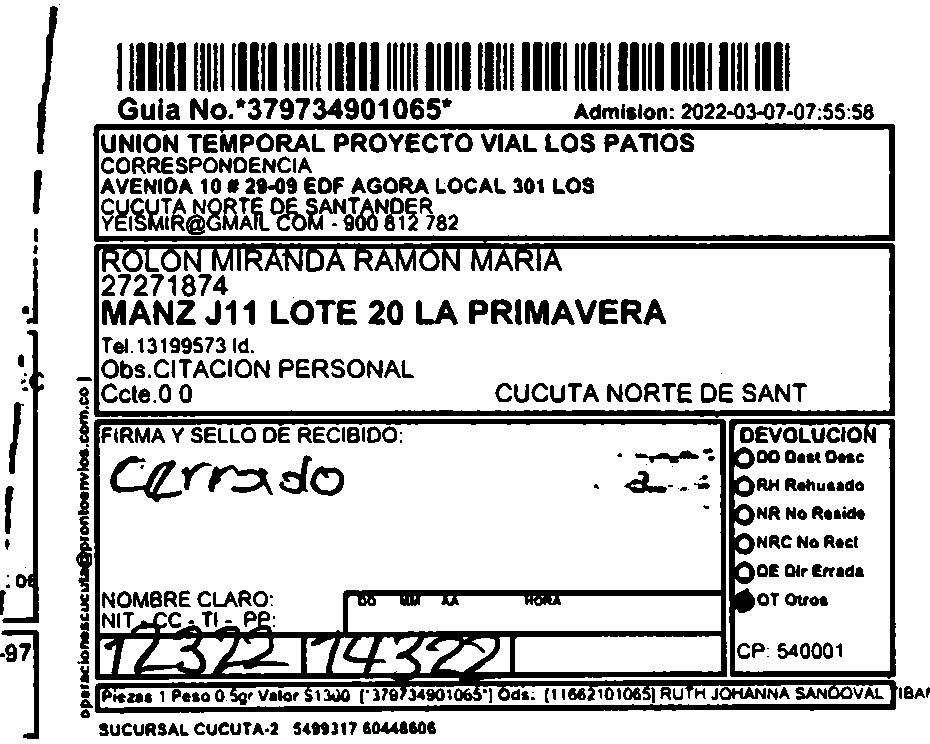 Guia No.*379734901065*
Admision: 2022-03-07-07:55:58
UNION TEMPORAL PROYECTO VIAL LOS PATIOS
CORRESPONDENCIA
AVENIDA 10 # 29-09 EDF AGORA LOCAL 301 LOS
CUCUTA NORTE DE SANTANDER
YEISMIR@GMAIL COM - 900 812 782
ROLON MIRANDA RAMON MARIA
27271874
MANZ J11 LOTE 20 LA PRIMAVERA
Tel.13199573 Id.
Obs.CITACION PERSONAL
Ccte.0 0 CUCUTA NORTE DE SANT
operacionescucuta@prontoenvios.com.co |
FIRMA Y SELLO DE RECIBIDO:
Cerrado
NOMBRE CLARO:
NIT - CC - TI - PP:
DD MM AA HORA
12322 14322
DEVOLUCION
DD Dest Desc
RH Rehusado
NR No Reside
NRC No Recl
DE Dir Errada
OT Otros
CP: 540001
Piezas 1 Peso 0.5gr Valor $1300 (*379734901065*) Ods: (11662101065) RUTH JOHANNA SANDOVAL TIBA
SUCURSAL CUCUTA-2 5499317 60448606
-97